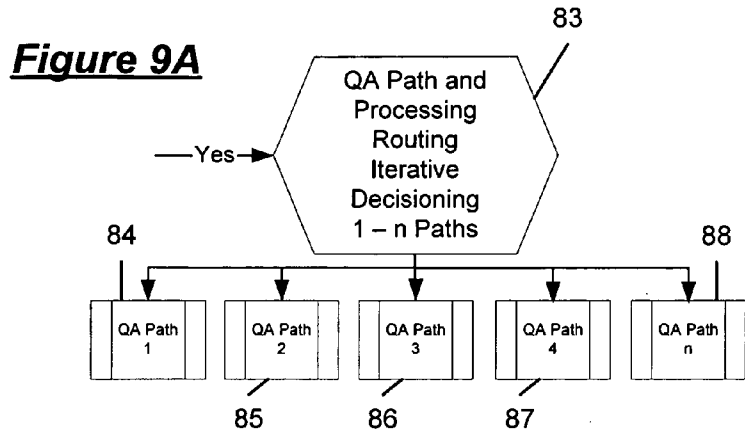 Figure 9A
83
QA Path and
Processing
Routing
Iterative
Decisioning
1 – n Paths
Yes
84
88
QA Path
1
QA Path
2
QA Path
3
QA Path
4
QA Path
n
85
86
87